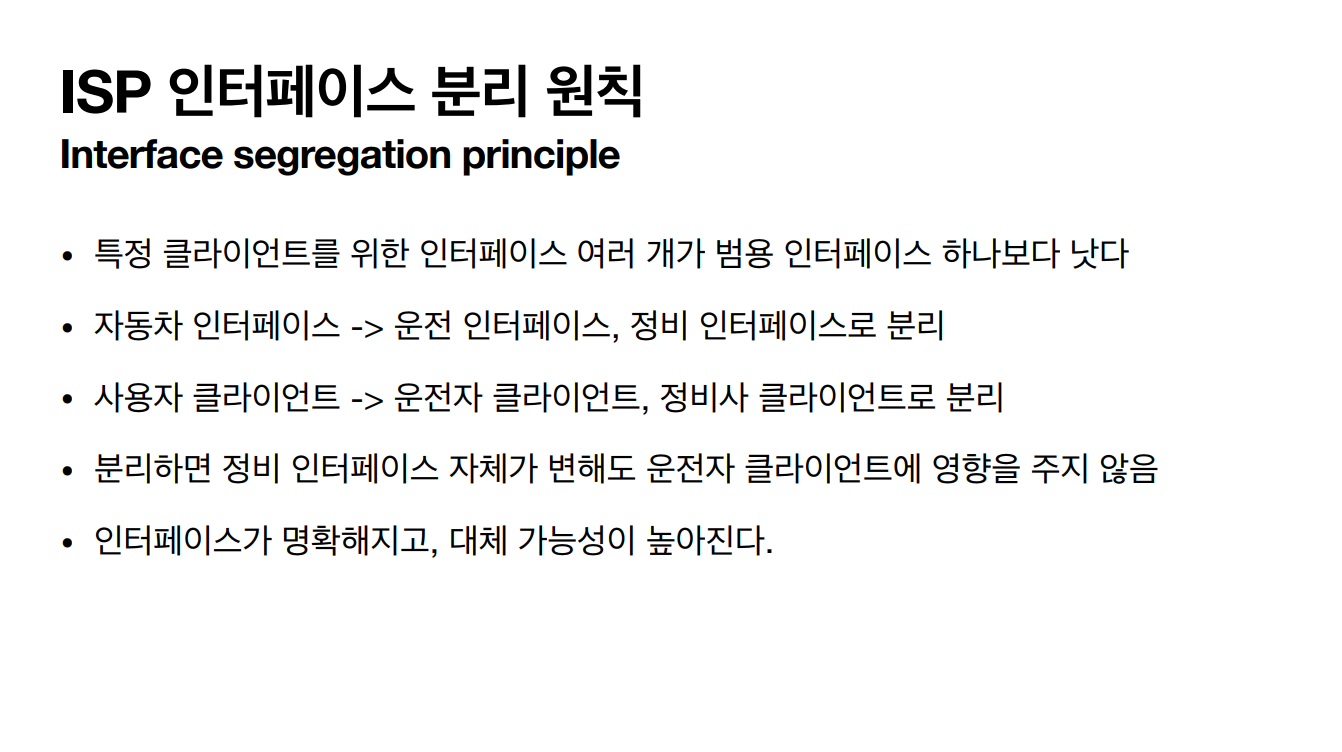 ISP 인터페이스 분리 원칙
Interface segregation principle
• 특정 클라이언트를 위한 인터페이스 여러 개가 범용 인터페이스 하나보다 낫다
• 자동차 인터페이스 -> 운전 인터페이스, 정비 인터페이스로 분리
• 사용자 클라이언트 -> 운전자 클라이언트, 정비사 클라이언트로 분리
• 분리하면 정비 인터페이스 자체가 변해도 운전자 클라이언트에 영향을 주지 않음
• 인터페이스가 명확해지고, 대체 가능성이 높아진다.